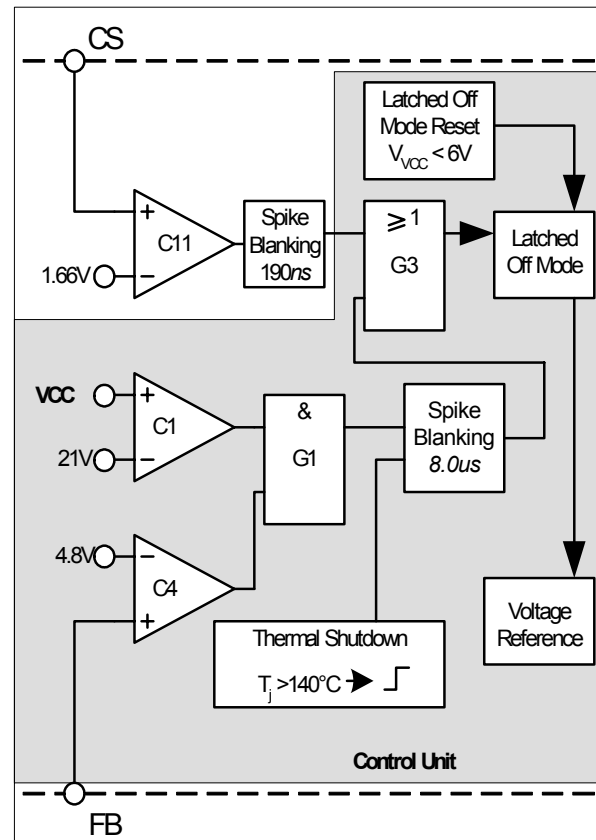 CS
Latched Off
Mode Reset
V_VCC < 6V
+
C11
−
1.66V
Spike
Blanking
190ns
≥ 1
G3
Latched
Off Mode
VCC
+
C1
−
21V
&
G1
Spike
Blanking
8.0us
4.8V
−
C4
+
Thermal Shutdown
T_j >140°C
Voltage
Reference
Control Unit
FB